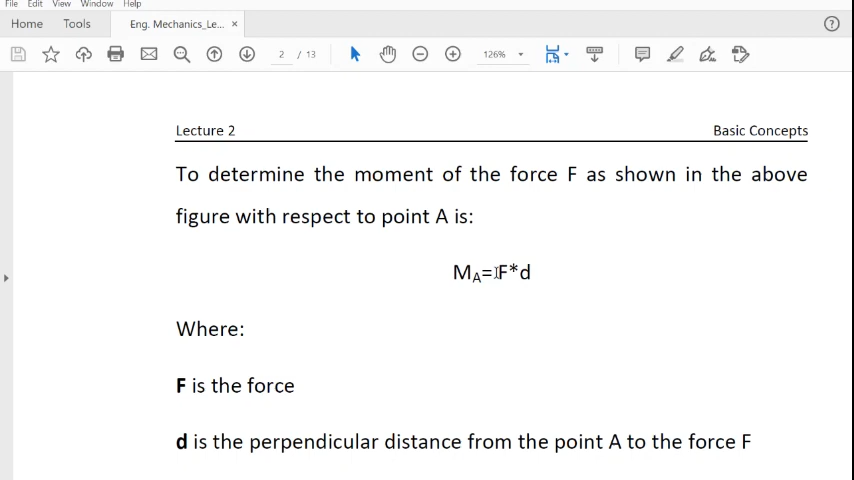 File Edit View Window Help
Home Tools Eng. Mechanics_Le... ×
2 / 13 126%
Lecture 2 Basic Concepts
To determine the moment of the force F as shown in the above
figure with respect to point A is:
MA=F*d
Where:
F is the force
d is the perpendicular distance from the point A to the force F